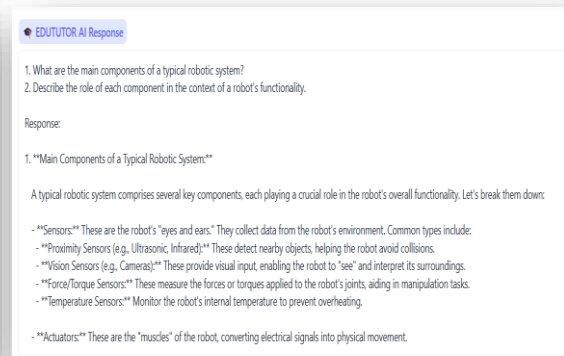 EDUTUTOR AI Response
1. What are the main components of a typical robotic system?
2. Describe the role of each component in the context of a robot's functionality.
Response:
1. **Main Components of a Typical Robotic System:**
A typical robotic system comprises several key components, each playing a crucial role in the robot's overall functionality. Let's break them down:
- **Sensors:** These are the robot's "eyes and ears." They collect data from the robot's environment. Common types include:
- **Proximity Sensors (e.g., Ultrasonic, Infrared):** These detect nearby objects, helping the robot avoid collisions.
- **Vision Sensors (e.g., Cameras):** These provide visual input, enabling the robot to "see" and interpret its surroundings.
- **Force/Torque Sensors:** These measure the forces or torques applied to the robot's joints, aiding in manipulation tasks.
- **Temperature Sensors:** Monitor the robot's internal temperature to prevent overheating.
- **Actuators:** These are the "muscles" of the robot, converting electrical signals into physical movement.